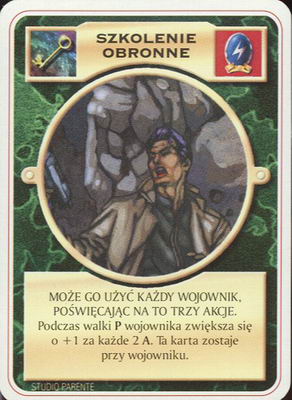 SZKOLENIE
OBRONNE
MOŻE GO UŻYĆ KAŻDY WOJOWNIK,
POŚWIĘCAJĄC NA TO TRZY AKCJE.
Podczas walki P wojownika zwiększa się
o +1 za każde 2 A. Ta karta zostaje
przy wojowniku.
STUDIO PARENTE